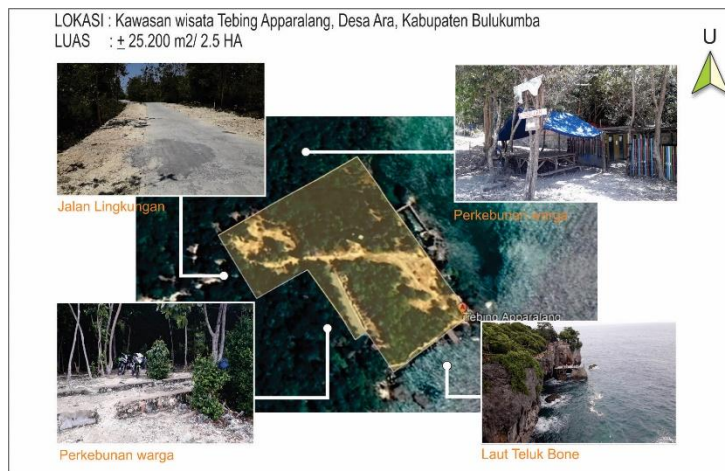 LOKASI : Kawasan wisata Tebing Apparalang, Desa Ara, Kabupaten Bulukumba
LUAS : ± 25.200 m2/ 2.5 HA
U
Jalan Lingkungan
Perkebunan warga
Tebing Apparalang
Perkebunan warga
Laut Teluk Bone